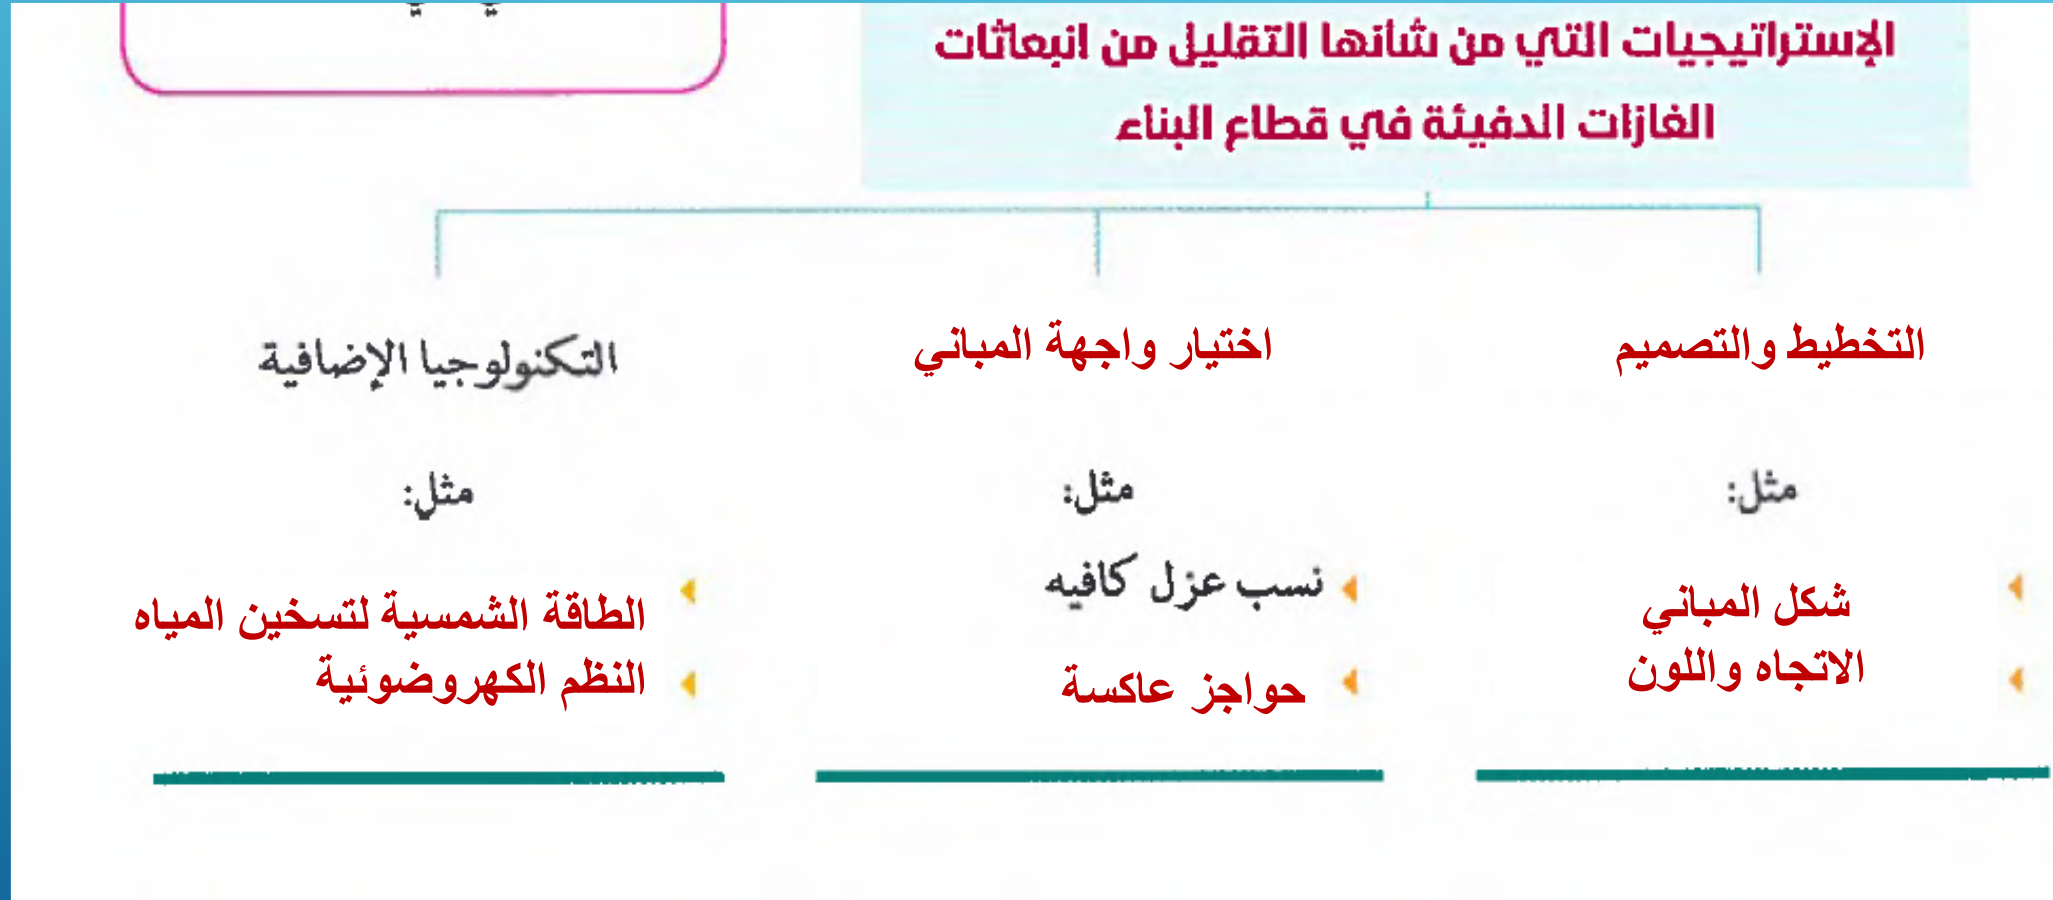 الإستراتيجيات التي من شأنها التقليل من انبعاثات
الغازات الدفيئة في قطاع البناء
التخطيط والتصميم
مثل:
شكل المباني
الاتجاه واللون
اختيار واجهة المباني
مثل:
نسب عزل كافيه
حواجز عاكسة
التكنولوجيا الإضافية
مثل:
الطاقة الشمسية لتسخين المياه
النظم الكهروضوئية